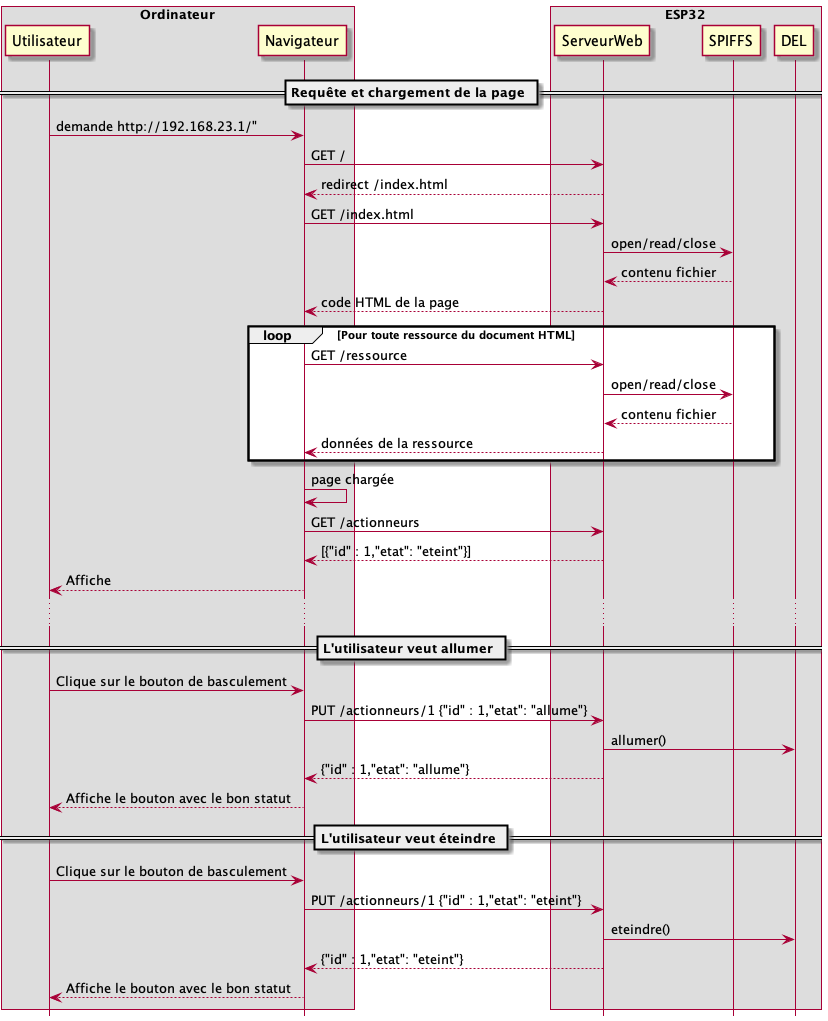 Ordinateur
ESP32
Utilisateur
Navigateur
ServeurWeb
SPIFFS
DEL
Requête et chargement de la page
demande http://192.168.23.1/"
GET /
redirect /index.html
GET /index.html
open/read/close
contenu fichier
code HTML de la page
loop
[Pour toute ressource du document HTML]
GET /ressource
open/read/close
contenu fichier
données de la ressource
page chargée
GET /actionneurs
[{"id" : 1,"etat": "eteint"}]
Affiche
L'utilisateur veut allumer
Clique sur le bouton de basculement
PUT /actionneurs/1 {"id" : 1,"etat": "allume"}
allumer()
{"id" : 1,"etat": "allume"}
Affiche le bouton avec le bon statut
L'utilisateur veut éteindre
Clique sur le bouton de basculement
PUT /actionneurs/1 {"id" : 1,"etat": "eteint"}
eteindre()
{"id" : 1,"etat": "eteint"}
Affiche le bouton avec le bon statut